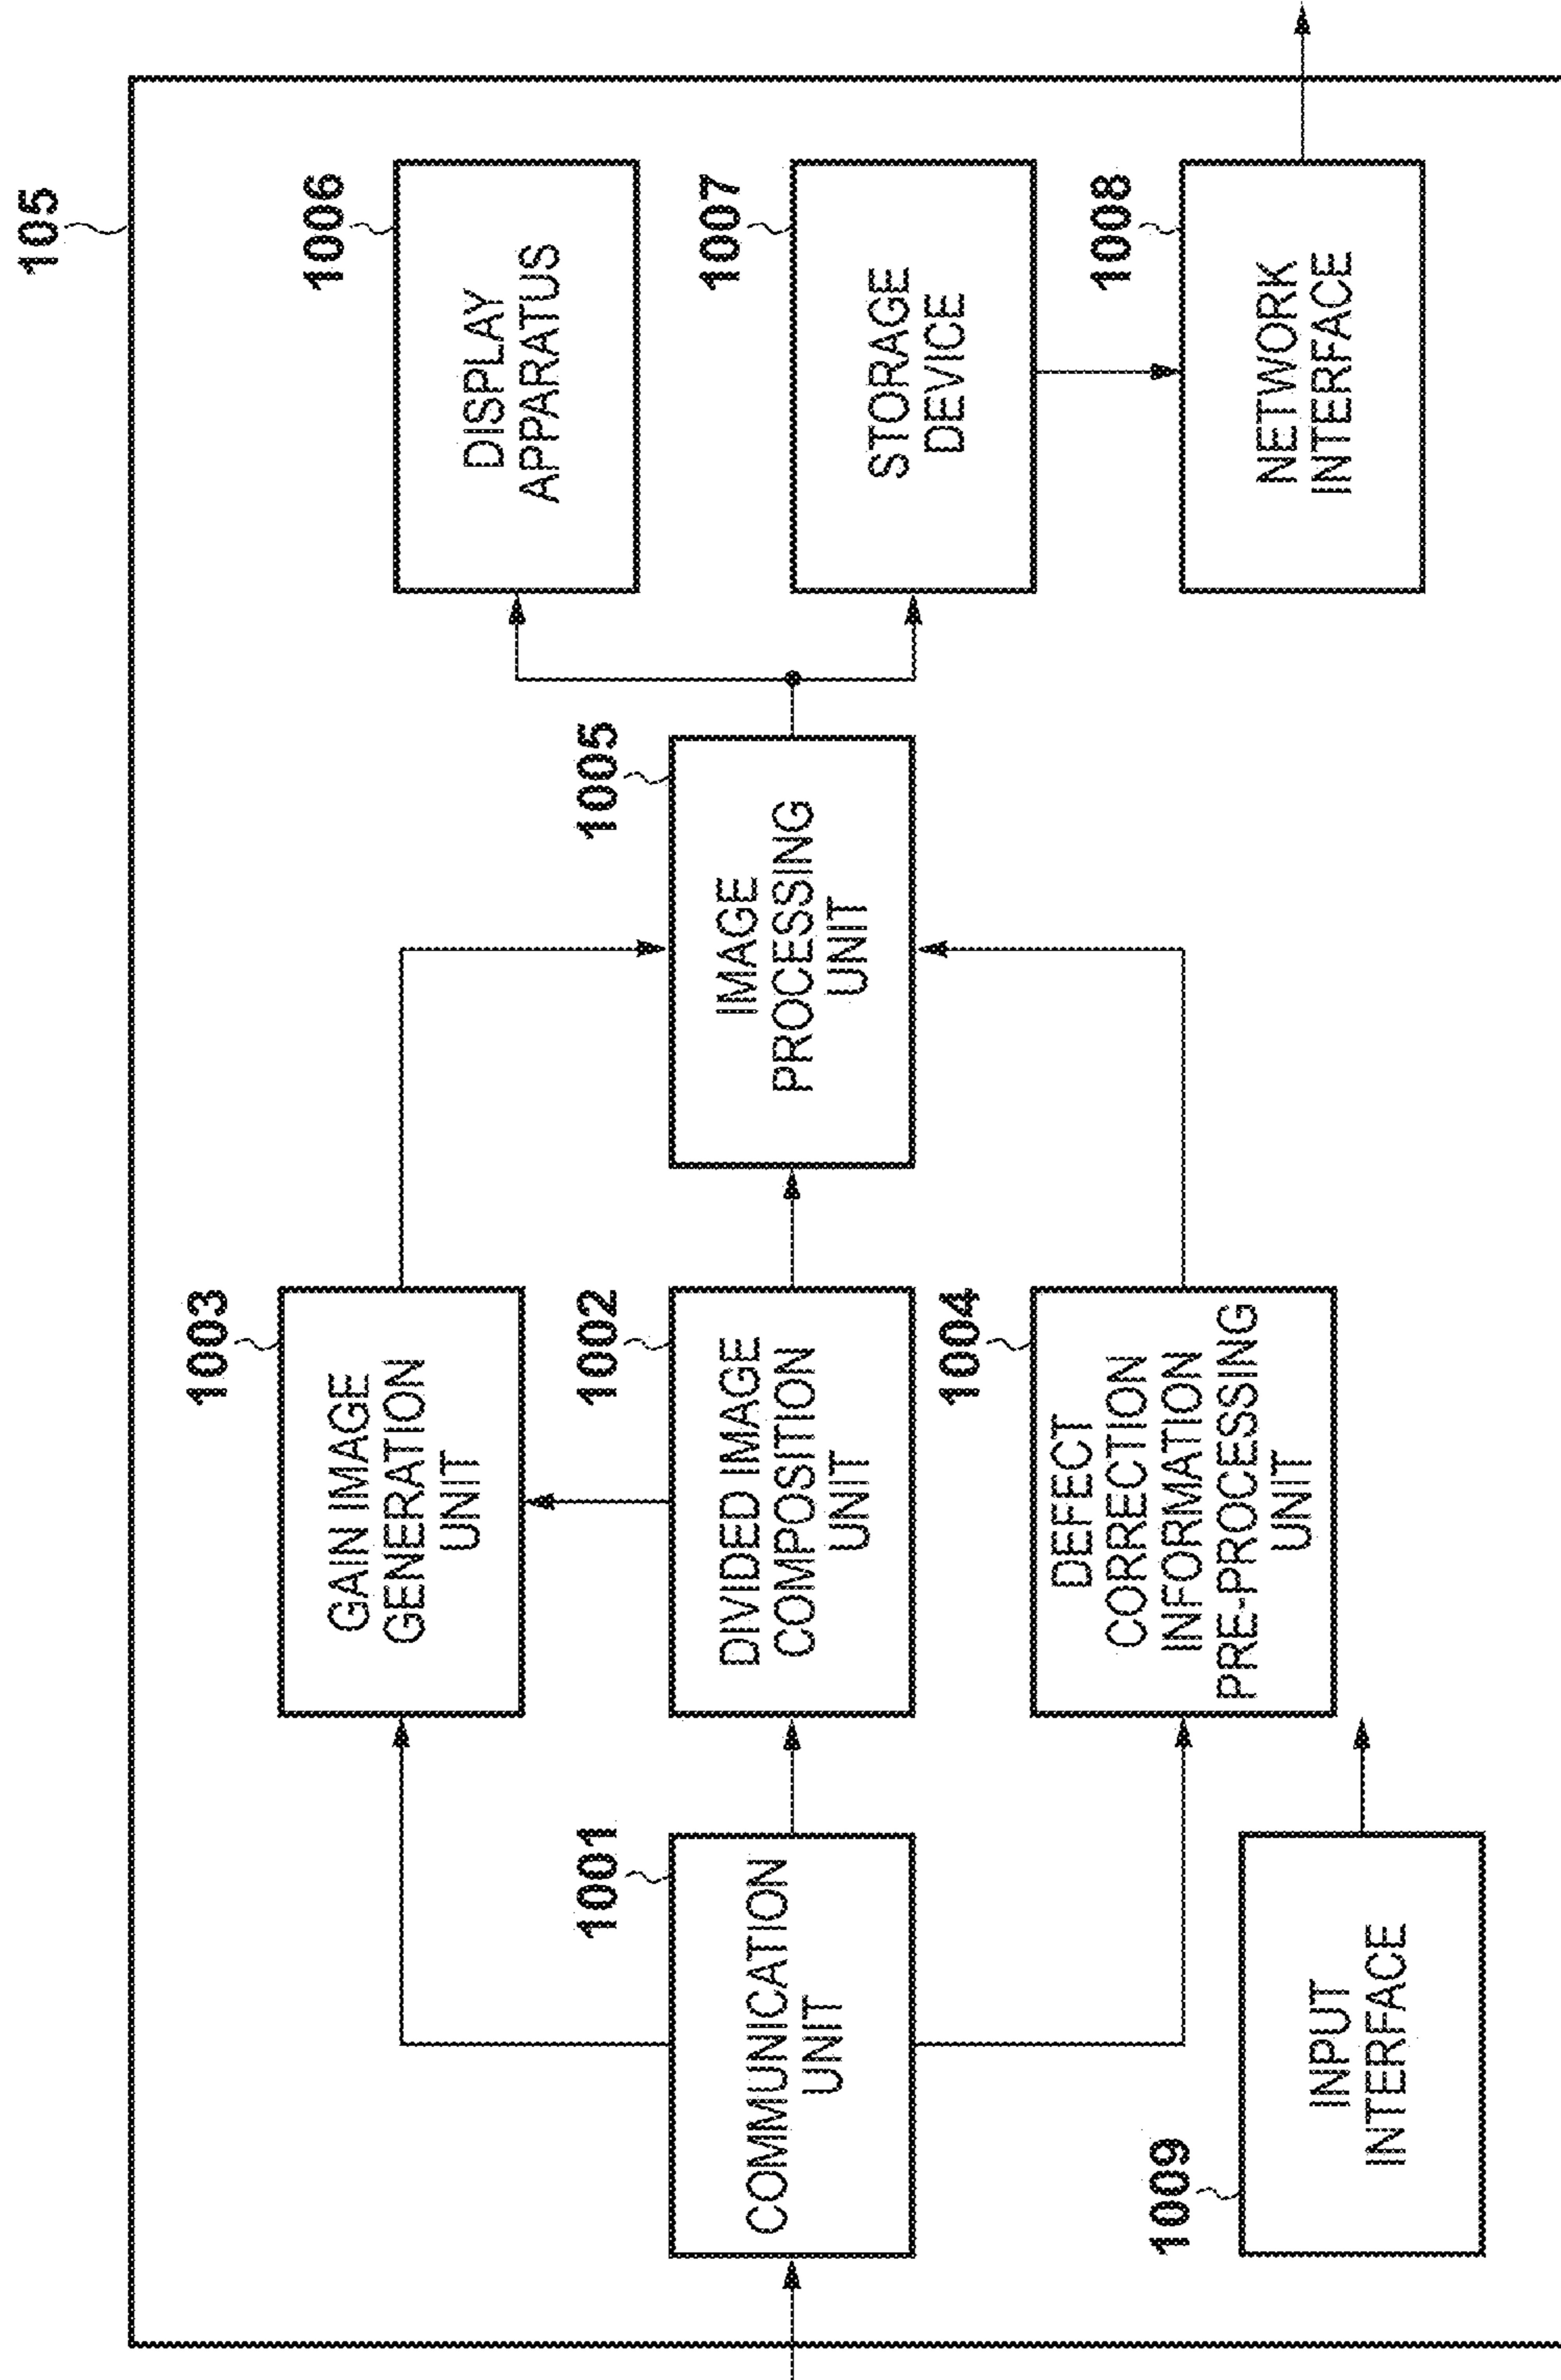 105
1001
COMMUNICATION
UNIT
1009
INPUT
INTERFACE
1003
GAIN IMAGE
GENERATION
UNIT
1002
DIVIDED IMAGE
COMPOSITION
UNIT
1004
DEFECT
CORRECTION
INFORMATION
PRE-PROCESSING
UNIT
1005
IMAGE
PROCESSING
UNIT
1006
DISPLAY
APPARATUS
1007
STORAGE
DEVICE
1008
NETWORK
INTERFACE